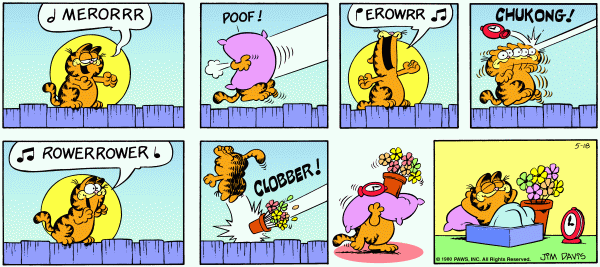 MERORRR
POOF!
EROWRR
CHUKONG!
ROWERROWER
CLOBBER!
5-18
© 1980 PAWS, INC. All Rights Reserved.
JIM DAVIS